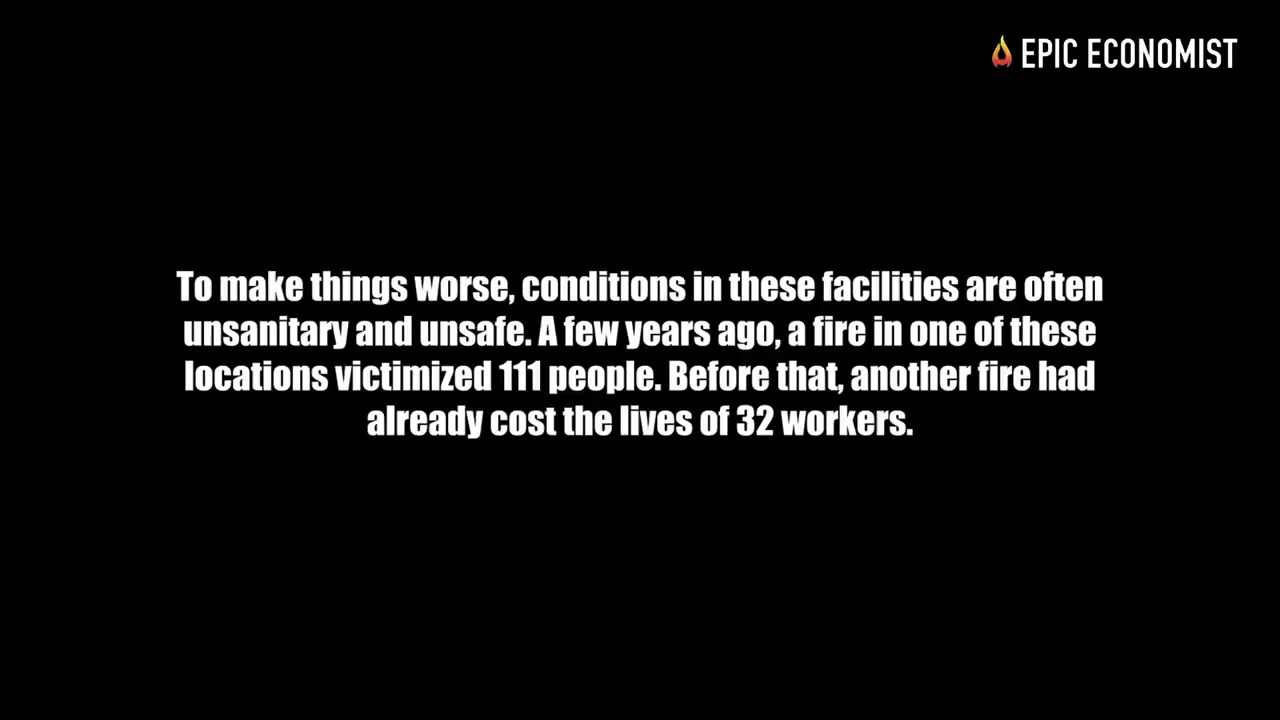 EPIC ECONOMIST
To make things worse, conditions in these facilities are often
unsanitary and unsafe. A few years ago, a fire in one of these
locations victimized 111 people. Before that, another fire had
already cost the lives of 32 workers.